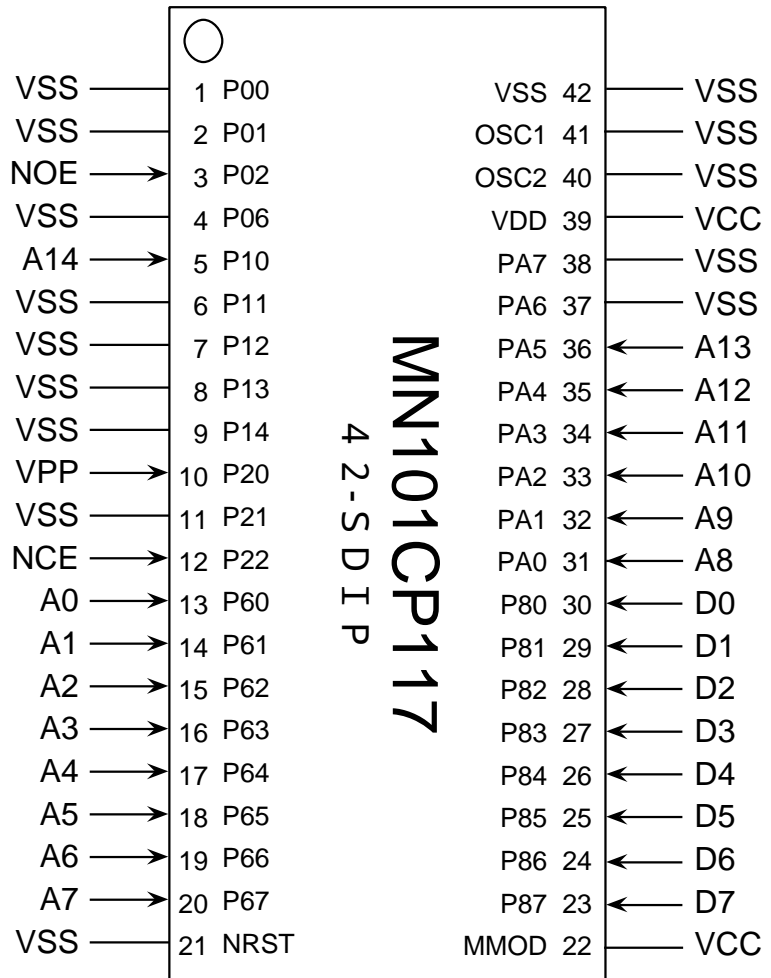 VSS 1 P00 VSS 42 VSS
VSS 2 P01 OSC1 41 VSS
NOE 3 P02 OSC2 40 VSS
VSS 4 P06 VDD 39 VCC
A14 5 P10 PA7 38 VSS
VSS 6 P11 PA6 37 VSS
VSS 7 P12 PA5 36 A13
VSS 8 P13 PA4 35 A12
VSS 9 P14 PA3 34 A11
VPP 10 P20 PA2 33 A10
VSS 11 P21 PA1 32 A9
NCE 12 P22 PA0 31 A8
A0 13 P60 P80 30 D0
A1 14 P61 P81 29 D1
A2 15 P62 P82 28 D2
A3 16 P63 P83 27 D3
A4 17 P64 P84 26 D4
A5 18 P65 P85 25 D5
A6 19 P66 P86 24 D6
A7 20 P67 P87 23 D7
VSS 21 NRST MMOD 22 VCC
MN101CP117
42-SDIP